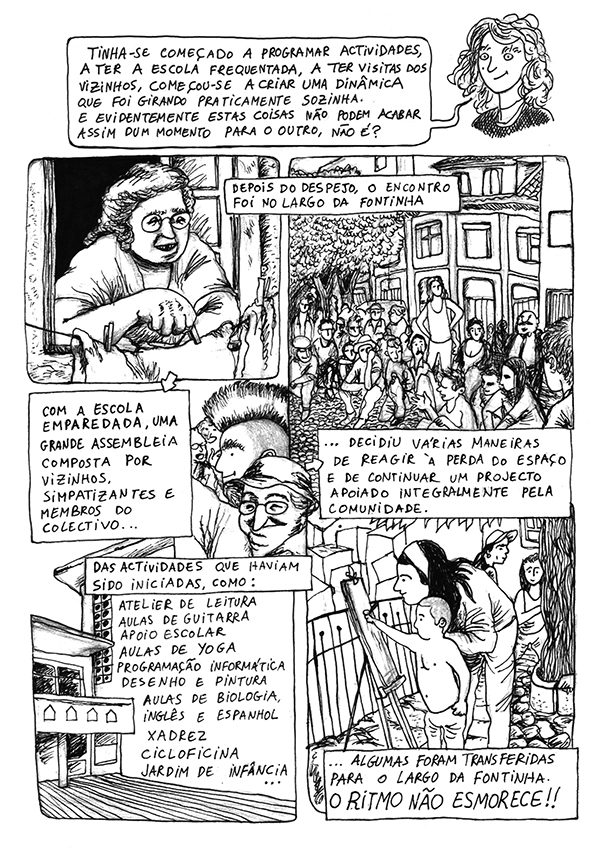 TINHA-SE COMEÇADO A PROGRAMAR ACTIVIDADES,
A TER A ESCOLA FREQUENTADA, A TER VISITAS DOS
VIZINHOS, COMEÇOU-SE A CRIAR UMA DINÂMICA
QUE FOI GIRANDO PRATICAMENTE SOZINHA.
E EVIDENTEMENTE ESTAS COISAS NÃO PODEM ACABAR
ASSIM DUM MOMENTO PARA O OUTRO, NÃO É?
DEPOIS DO DESPEJO, O ENCONTRO
FOI NO LARGO DA FONTINHA
COM A ESCOLA
EMPAREDADA, UMA
GRANDE ASSEMBLEIA
COMPOSTA POR
VIZINHOS,
SIMPATIZANTES E
MEMBROS DO
COLECTIVO...
... DECIDIU VÁRIAS MANEIRAS
DE REAGIR À PERDA DO ESPAÇO
E DE CONTINUAR UM PROJECTO
APOIADO INTEGRALMENTE PELA
COMUNIDADE.
DAS ACTIVIDADES QUE HAVIAM
SIDO INICIADAS, COMO:
ATELIER DE LEITURA
AULAS DE GUITARRA
APOIO ESCOLAR
AULAS DE YOGA
PROGRAMAÇÃO INFORMÁTICA
DESENHO E PINTURA
AULAS DE BIOLOGIA,
INGLÊS E ESPANHOL
XADREZ
CICLOFICINA
JARDIM DE INFÂNCIA
...
... ALGUMAS FORAM TRANSFERIDAS
PARA O LARGO DA FONTINHA.
O RITMO NÃO ESMORECE!!